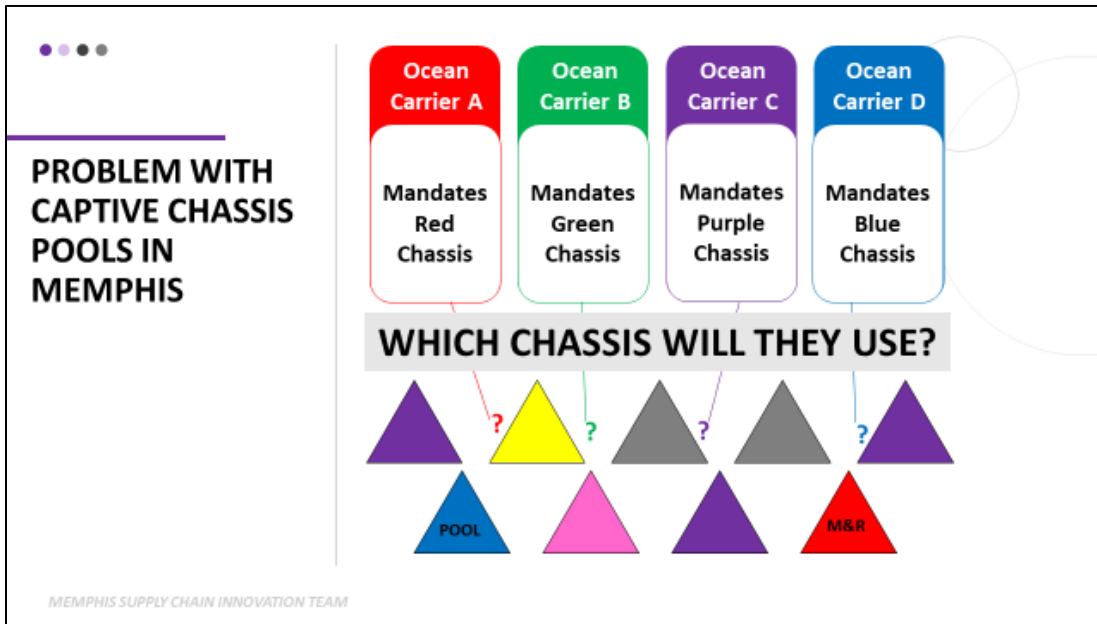 PROBLEM WITH
CAPTIVE CHASSIS
POOLS IN
MEMPHIS
Ocean
Carrier A
Mandates
Red
Chassis
Ocean
Carrier B
Mandates
Green
Chassis
Ocean
Carrier C
Mandates
Purple
Chassis
Ocean
Carrier D
Mandates
Blue
Chassis
WHICH CHASSIS WILL THEY USE?
? ? ? ?
POOL
M&R
MEMPHIS SUPPLY CHAIN INNOVATION TEAM